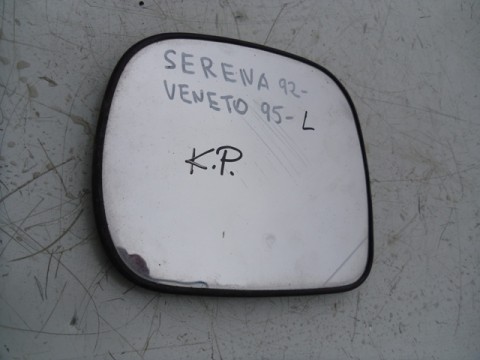 SERENA 92-
VENETO 95- L
K.P.